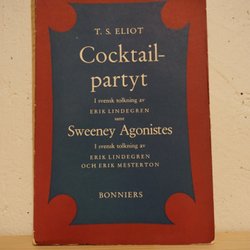 T. S. ELIOT
Cocktail-
partyt
I svensk tolkning av
ERIK LINDEGREN
samt
Sweeney Agonistes
I svensk tolkning av
ERIK LINDEGREN
OCH ERIK MESTERTON
BONNIERS